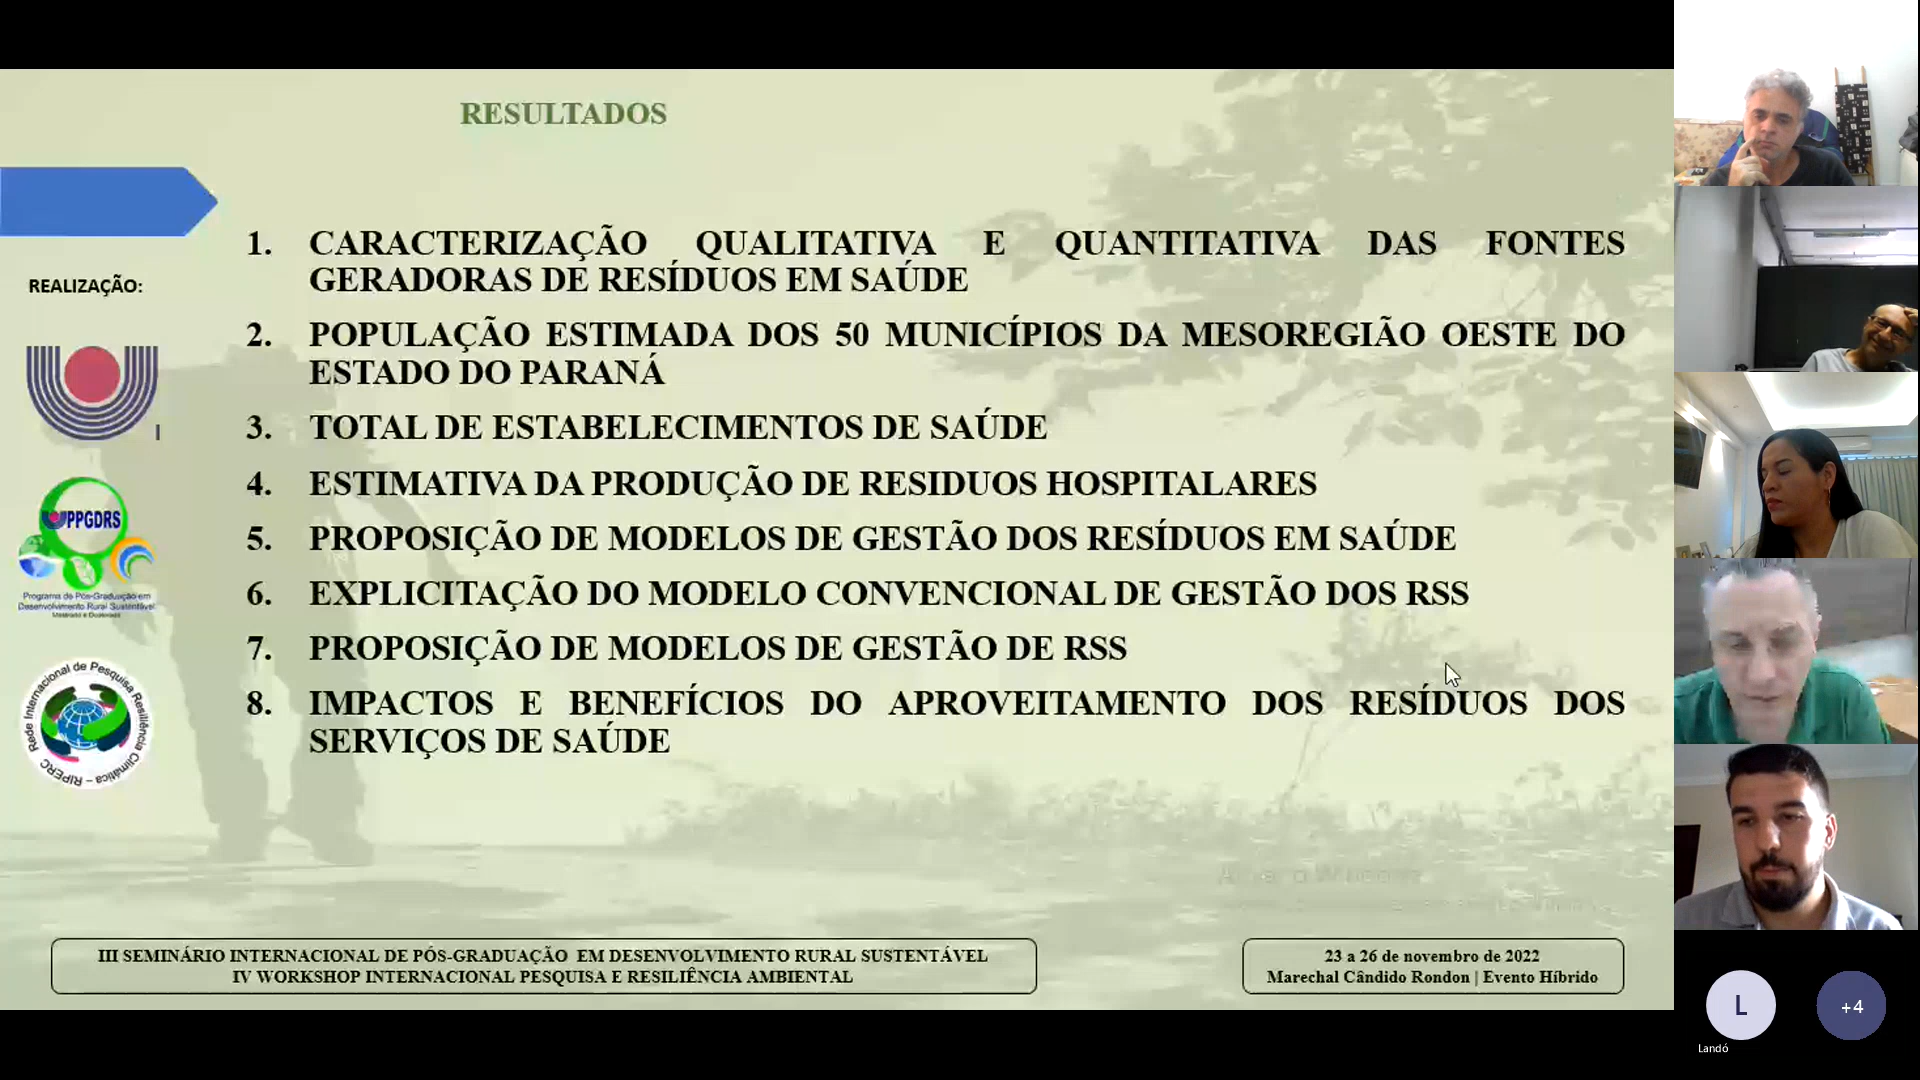 RESULTADOS
REALIZAÇÃO:
1. CARACTERIZAÇÃO QUALITATIVA E QUANTITATIVA DAS FONTES
GERADORAS DE RESÍDUOS EM SAÚDE
2. POPULAÇÃO ESTIMADA DOS 50 MUNICÍPIOS DA MESOREGIÃO OESTE DO
ESTADO DO PARANÁ
3. TOTAL DE ESTABELECIMENTOS DE SAÚDE
4. ESTIMATIVA DA PRODUÇÃO DE RESIDUOS HOSPITALARES
5. PROPOSIÇÃO DE MODELOS DE GESTÃO DOS RESÍDUOS EM SAÚDE
6. EXPLICITAÇÃO DO MODELO CONVENCIONAL DE GESTÃO DOS RSS
7. PROPOSIÇÃO DE MODELOS DE GESTÃO DE RSS
8. IMPACTOS E BENEFÍCIOS DO APROVEITAMENTO DOS RESÍDUOS DOS
SERVIÇOS DE SAÚDE
PPGDRS
Programa de Pós-Graduação em
Desenvolvimento Rural Sustentável
Mestrado e Doutorado
Rede Internacional de Pesquisa Resiliência Climática – RIPERC
III SEMINÁRIO INTERNACIONAL DE PÓS-GRADUAÇÃO EM DESENVOLVIMENTO RURAL SUSTENTÁVEL
IV WORKSHOP INTERNACIONAL PESQUISA E RESILIÊNCIA AMBIENTAL
23 a 26 de novembro de 2022
Marechal Cândido Rondon | Evento Híbrido
L
+4
Landó